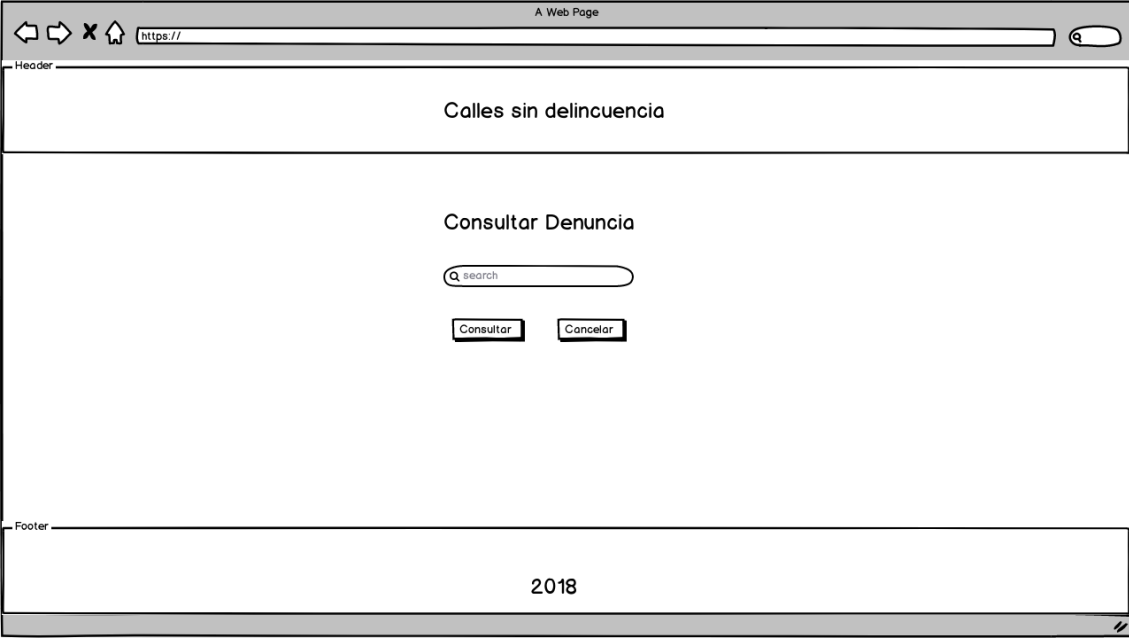 A Web Page
https://
Header
Calles sin delincuencia
Consultar Denuncia
search
Consultar Cancelar
Footer
2018